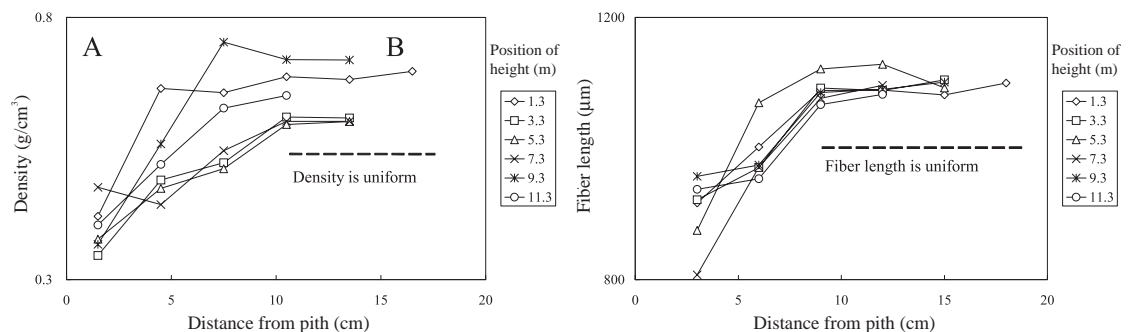 0.8
A
B
Density (g/cm³)
Density is uniform
0.3
0
5
10
15
20
Distance from pith (cm)
Position of
height (m)
1.3
3.3
5.3
7.3
9.3
11.3
1200
Fiber length (μm)
Fiber length is uniform
800
0
5
10
15
20
Distance from pith (cm)
Position of
height (m)
1.3
3.3
5.3
7.3
9.3
11.3